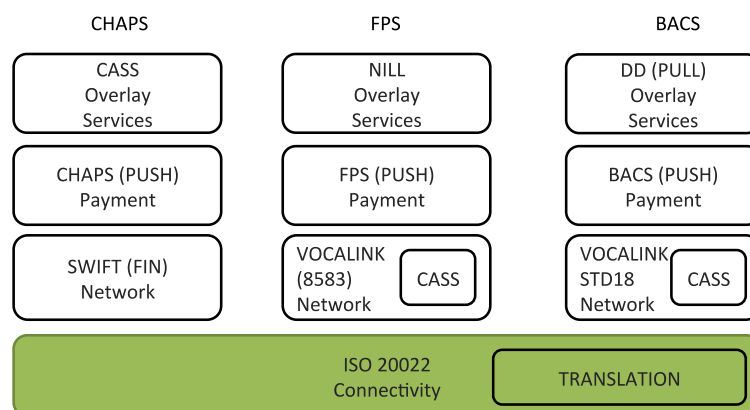 CHAPS
FPS
BACS
CASS
Overlay
Services
NILL
Overlay
Services
DD (PULL)
Overlay
Services
CHAPS (PUSH)
Payment
FPS (PUSH)
Payment
BACS (PUSH)
Payment
SWIFT (FIN)
Network
VOCALINK
(8583)
Network
CASS
VOCALINK
STD18
Network
CASS
ISO 20022
Connectivity
TRANSLATION